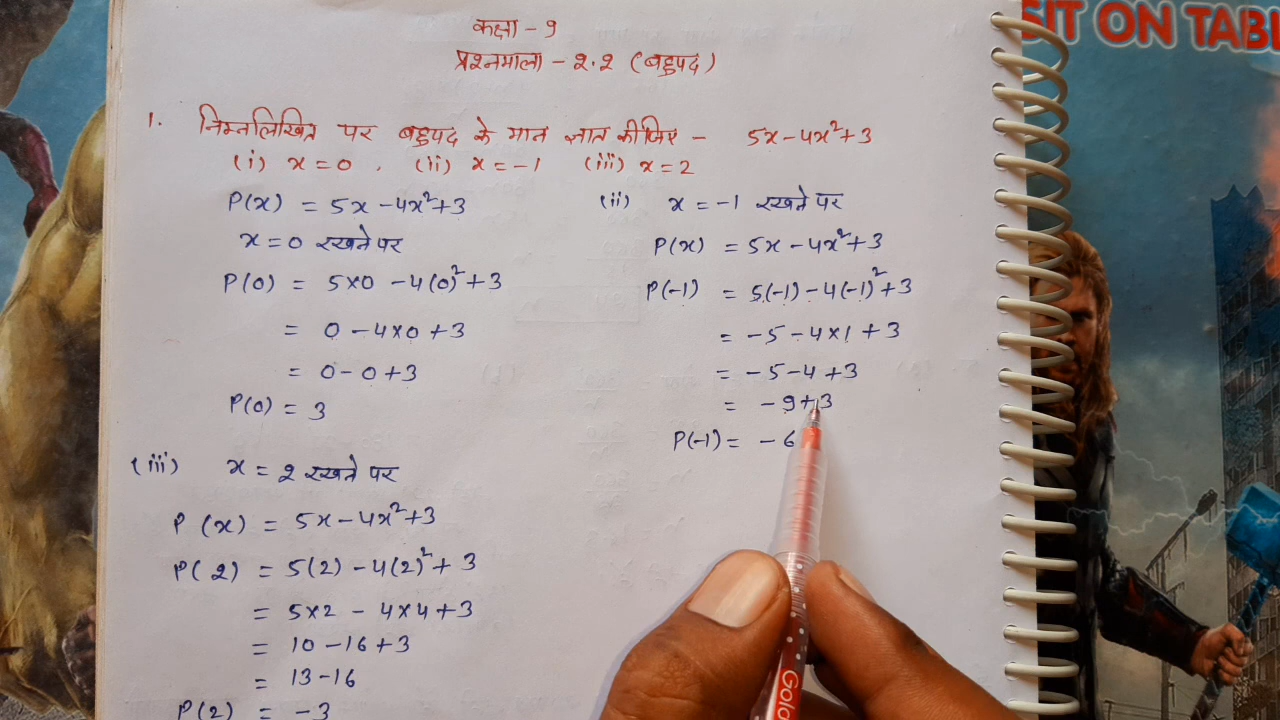 कक्षा - 9
प्रश्नमाला - 2.2 (बहुपद)
1. निम्नलिखित पर बहुपद के मान ज्ञात कीजिए - 5x - 4x² + 3
(i) x = 0 , (ii) x = -1 (iii) x = 2
P(x) = 5x - 4x² + 3
x = 0 रखने पर
P(0) = 5×0 - 4(0)² + 3
= 0 - 4×0 + 3
= 0 - 0 + 3
P(0) = 3
(ii) x = -1 रखने पर
P(x) = 5x - 4x² + 3
P(-1) = 5(-1) - 4(-1)² + 3
= -5 - 4×1 + 3
= -5 - 4 + 3
= -9 + 3
P(-1) = -6
(iii) x = 2 रखने पर
P(x) = 5x - 4x² + 3
P(2) = 5(2) - 4(2)² + 3
= 5×2 - 4×4 + 3
= 10 - 16 + 3
= 13 - 16
P(2) = -3
SIT ON TABL
Gold